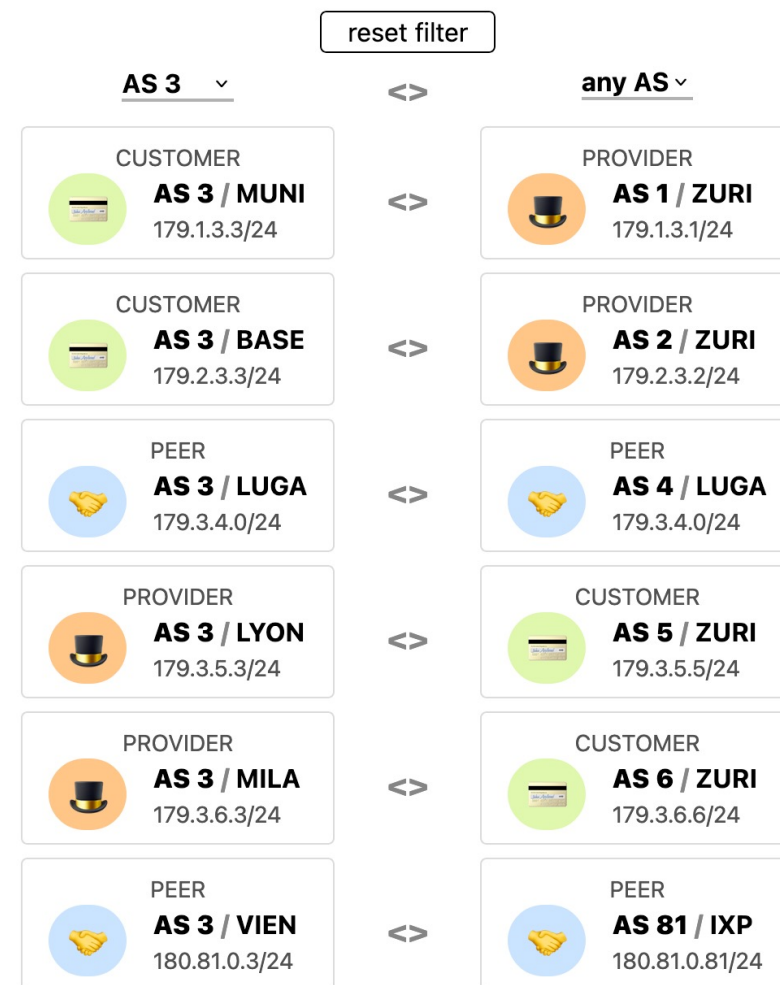 reset filter
AS 3 <> any AS
CUSTOMER PROVIDER
AS 3 / MUNI <> AS 1 / ZURI
179.1.3.3/24 179.1.3.1/24
CUSTOMER PROVIDER
AS 3 / BASE <> AS 2 / ZURI
179.2.3.3/24 179.2.3.2/24
PEER PEER
AS 3 / LUGA <> AS 4 / LUGA
179.3.4.0/24 179.3.4.0/24
PROVIDER CUSTOMER
AS 3 / LYON <> AS 5 / ZURI
179.3.5.3/24 179.3.5.5/24
PROVIDER CUSTOMER
AS 3 / MILA <> AS 6 / ZURI
179.3.6.3/24 179.3.6.6/24
PEER PEER
AS 3 / VIEN <> AS 81 / IXP
180.81.0.3/24 180.81.0.81/24